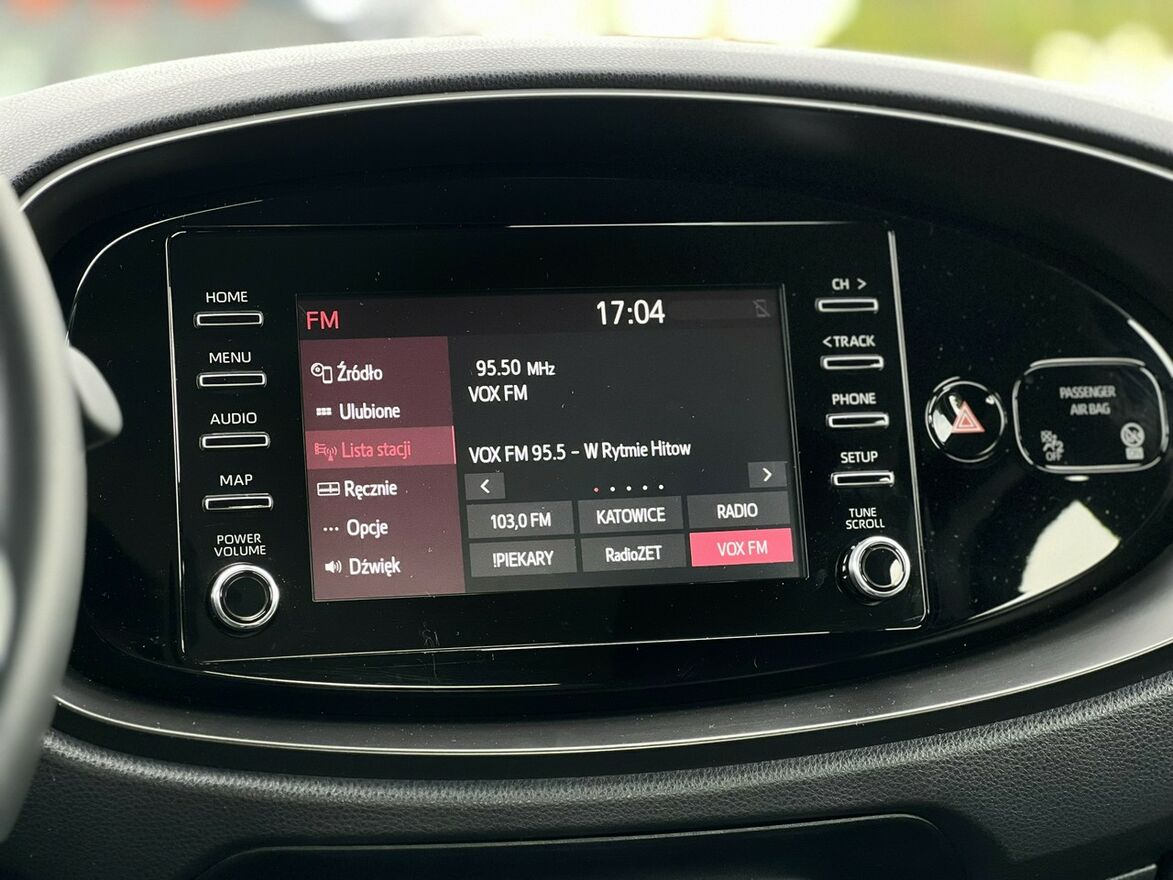 HOME
MENU
AUDIO
MAP
POWER
VOLUME
FM
17:04
Źródło
Ulubione
Lista stacji
Ręcznie
Opcje
Dźwięk
95.50 MHz
VOX FM
VOX FM 95.5 – W Rytmie Hitow
<
>
103,0 FM
KATOWICE
RADIO
!PIEKARY
RadioZET
VOX FM
CH >
< TRACK
PHONE
SETUP
TUNE
SCROLL
PASSENGER
AIR BAG
OFF